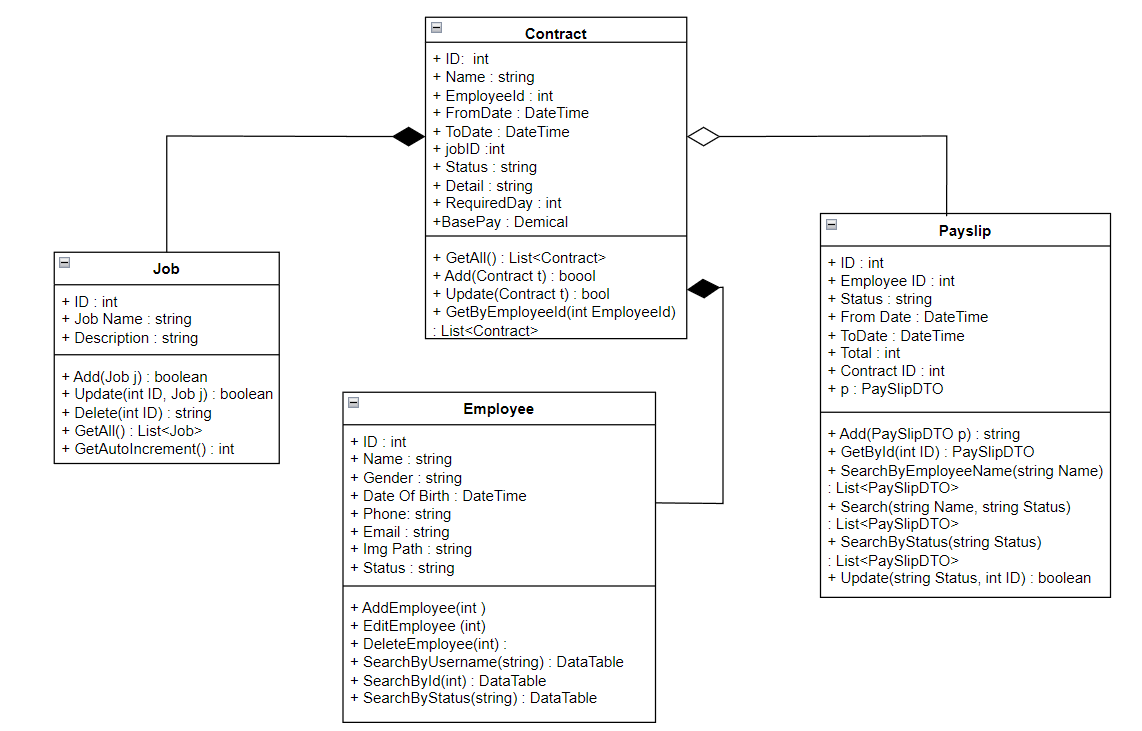 Contract
+ ID:  int
+ Name : string
+ EmployeeId : int
+ FromDate : DateTime
+ ToDate : DateTime
+ jobID :int
+ Status : string
+ Detail : string
+ RequiredDay : int
+BasePay : Demical
+ GetAll() : List<Contract>
+ Add(Contract t) : boool
+ Update(Contract t) : bool
+ GetByEmployeeId(int EmployeeId)
: List<Contract>
Job
+ ID : int
+ Job Name : string
+ Description : string
+ Add(Job j) : boolean
+ Update(int ID, Job j) : boolean
+ Delete(int ID) : string
+ GetAll() : List<Job>
+ GetAutoIncrement() : int
Employee
+ ID : int
+ Name : string
+ Gender : string
+ Date Of Birth : DateTime
+ Phone: string
+ Email : string
+ Img Path : string
+ Status : string
+ AddEmployee(int )
+ EditEmployee (int)
+ DeleteEmployee(int) :
+ SearchByUsername(string) : DataTable
+ SearchById(int) : DataTable
+ SearchByStatus(string) : DataTable
Payslip
+ ID : int
+ Employee ID : int
+ Status : string
+ From Date : DateTime
+ ToDate : DateTime
+ Total : int
+ Contract ID : int
+ p : PaySlipDTO
+ Add(PaySlipDTO p) : string
+ GetById(int ID) : PaySlipDTO
+ SearchByEmployeeName(string Name)
: List<PaySlipDTO>
+ Search(string Name, string Status)
: List<PaySlipDTO>
+ SearchByStatus(string Status)
: List<PaySlipDTO>
+ Update(string Status, int ID) : boolean